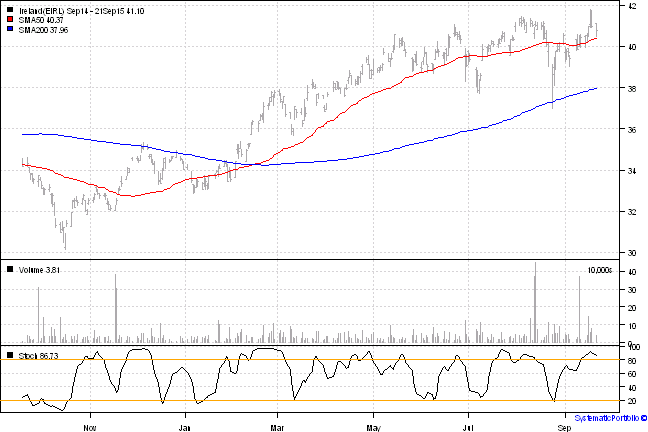 Ireland(EIRL) Sep14 - 21Sep15 41.10
SMA50 40.37
SMA200 37.96
42
40
38
36
34
32
30
Volume 3.81
10,000s
40
30
20
10
0
Stoch 86.73
100
80
60
40
20
Nov
Jan
Mar
May
Jul
Sep
SystematicPortfolio ©